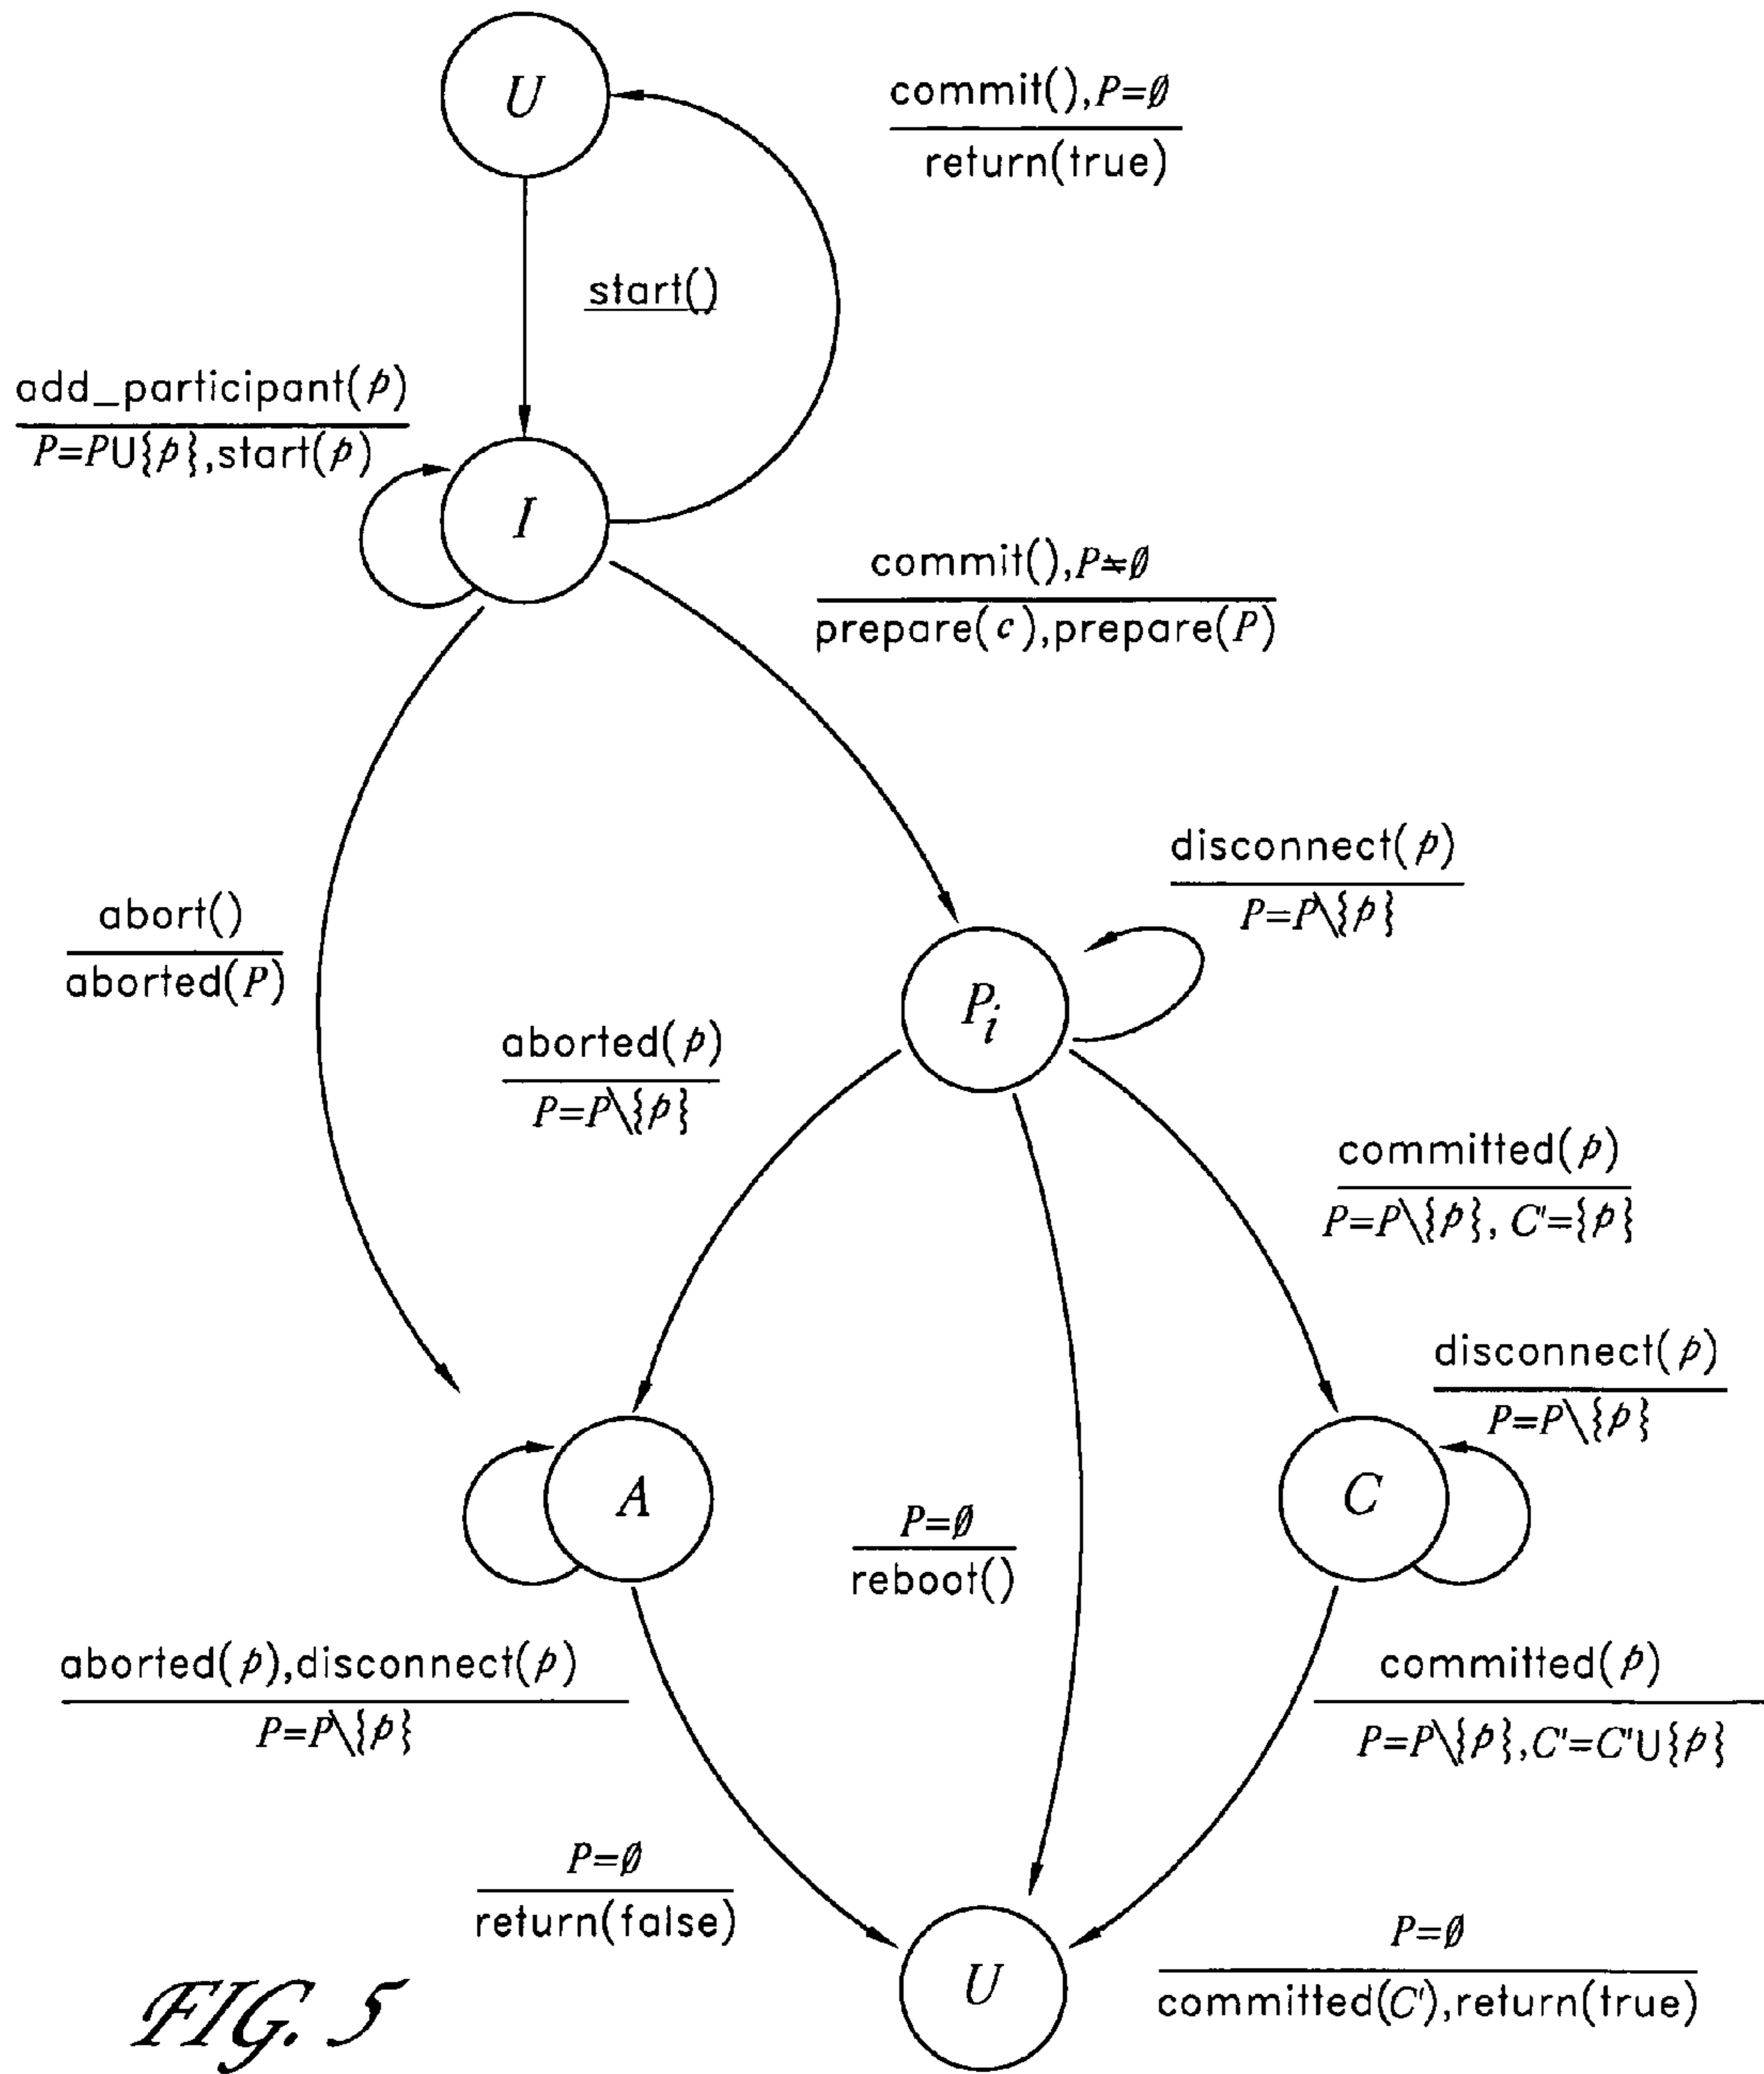 U
commit(),P=∅
return(true)
start()
add_participant(p)
P=PU{p},start(p)
I
commit(),P≠∅
prepare(c),prepare(P)
disconnect(p)
P=P\{p}
abort()
aborted(P)
Pi
aborted(p)
P=P\{p}
committed(p)
P=P\{p}, C'={p}
disconnect(p)
P=P\{p}
A
C
P=∅
reboot()
aborted(p),disconnect(p)
P=P\{p}
committed(p)
P=P\{p},C'=C'U{p}
P=∅
return(false)
U
P=∅
committed(C'),return(true)
FIG. 5